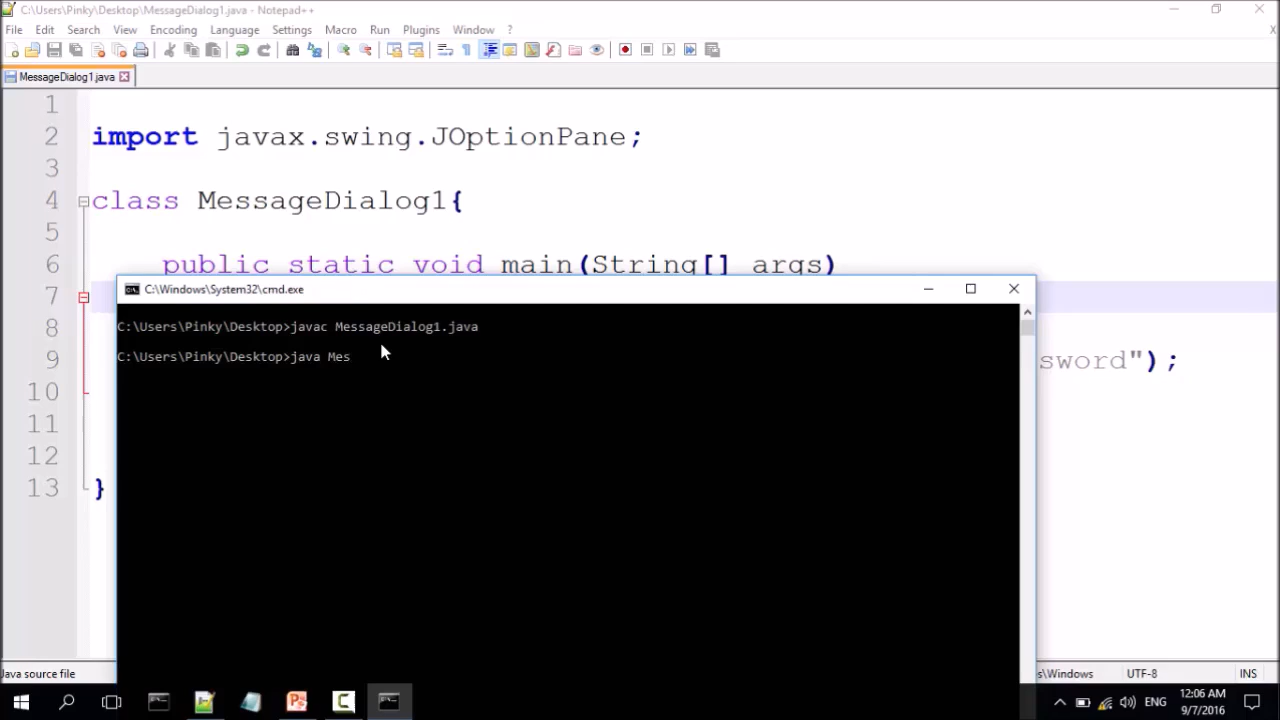 C:\Users\Pinky\Desktop\MessageDialog1.java - Notepad++
File Edit Search View Encoding Language Settings Macro Run Plugins Window ?
X
MessageDialog1.java
1
2 import javax.swing.JOptionPane;
3
4 class MessageDialog1{
5
6 public static void main(String[] args)
7
8
9 sword");
10
11
12
13 }
C:\Windows\System32\cmd.exe
C:\Users\Pinky\Desktop>javac MessageDialog1.java
C:\Users\Pinky\Desktop>java Mes
Java source file
s\Windows UTF-8 INS
ENG
12:06 AM
9/7/2016